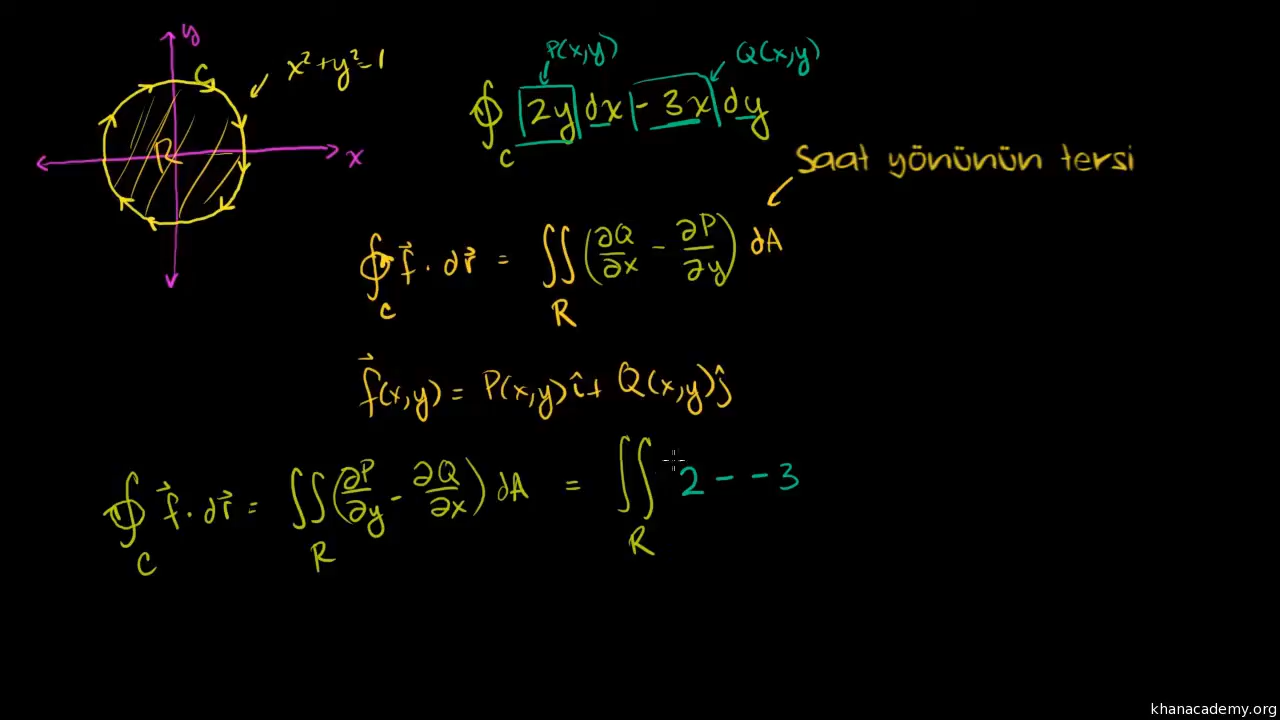 y
C
x² + y² = 1
R
x
P(x,y)
Q(x,y)
∮_C 2y dx - 3x dy
Saat yönünün tersi
∮_C f⃗ · dr⃗ = ∬_R (∂Q/∂x - ∂P/∂y) dA
f⃗(x,y) = P(x,y)î + Q(x,y)ĵ
∮_C f⃗ · dr⃗ = ∬_R (∂P/∂y - ∂Q/∂x) dA = ∬_R 2 - - 3
khanacademy.org